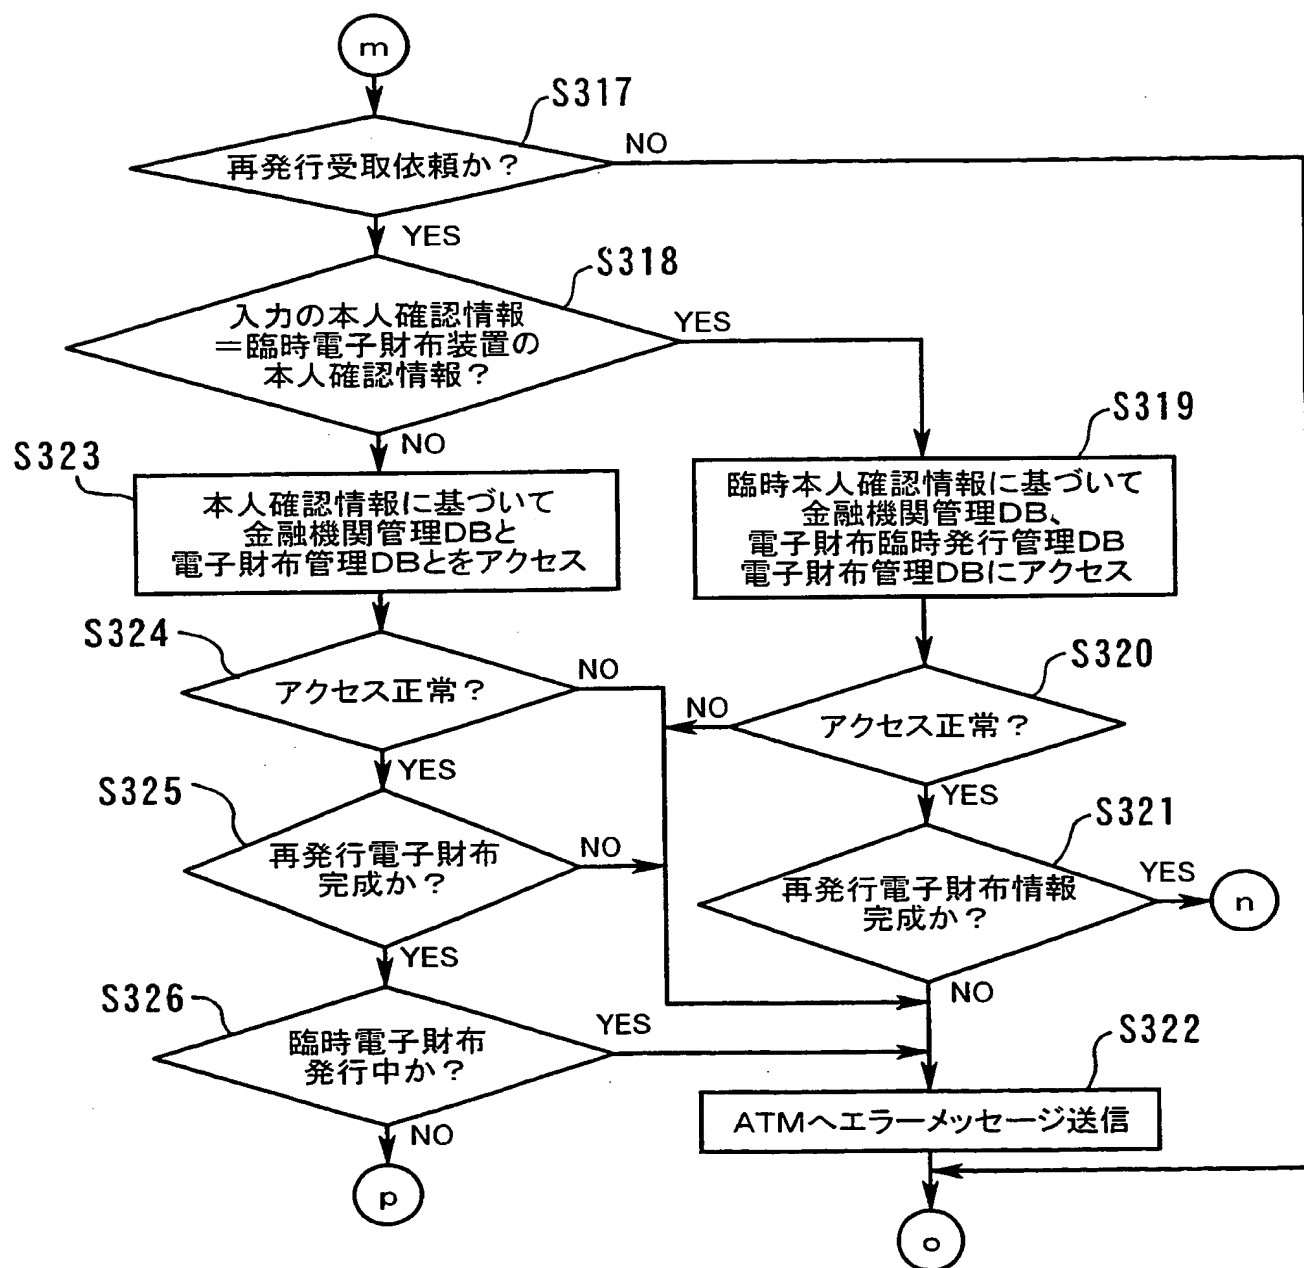 m
S317
再発行受取依頼か?
NO
YES
S318
入力の本人確認情報
=臨時電子財布装置の
本人確認情報?
YES
NO
S319
臨時本人確認情報に基づいて
金融機関管理DB、
電子財布臨時発行管理DB
電子財布管理DBにアクセス
S323
本人確認情報に基づいて
金融機関管理DBと
電子財布管理DBとをアクセス
S324
アクセス正常?
NO
YES
S320
アクセス正常?
NO
YES
S325
再発行電子財布
完成か?
NO
YES
S321
再発行電子財布情報
完成か?
YES
n
NO
S326
臨時電子財布
発行中か?
YES
NO
p
S322
ATMへエラーメッセージ送信
o